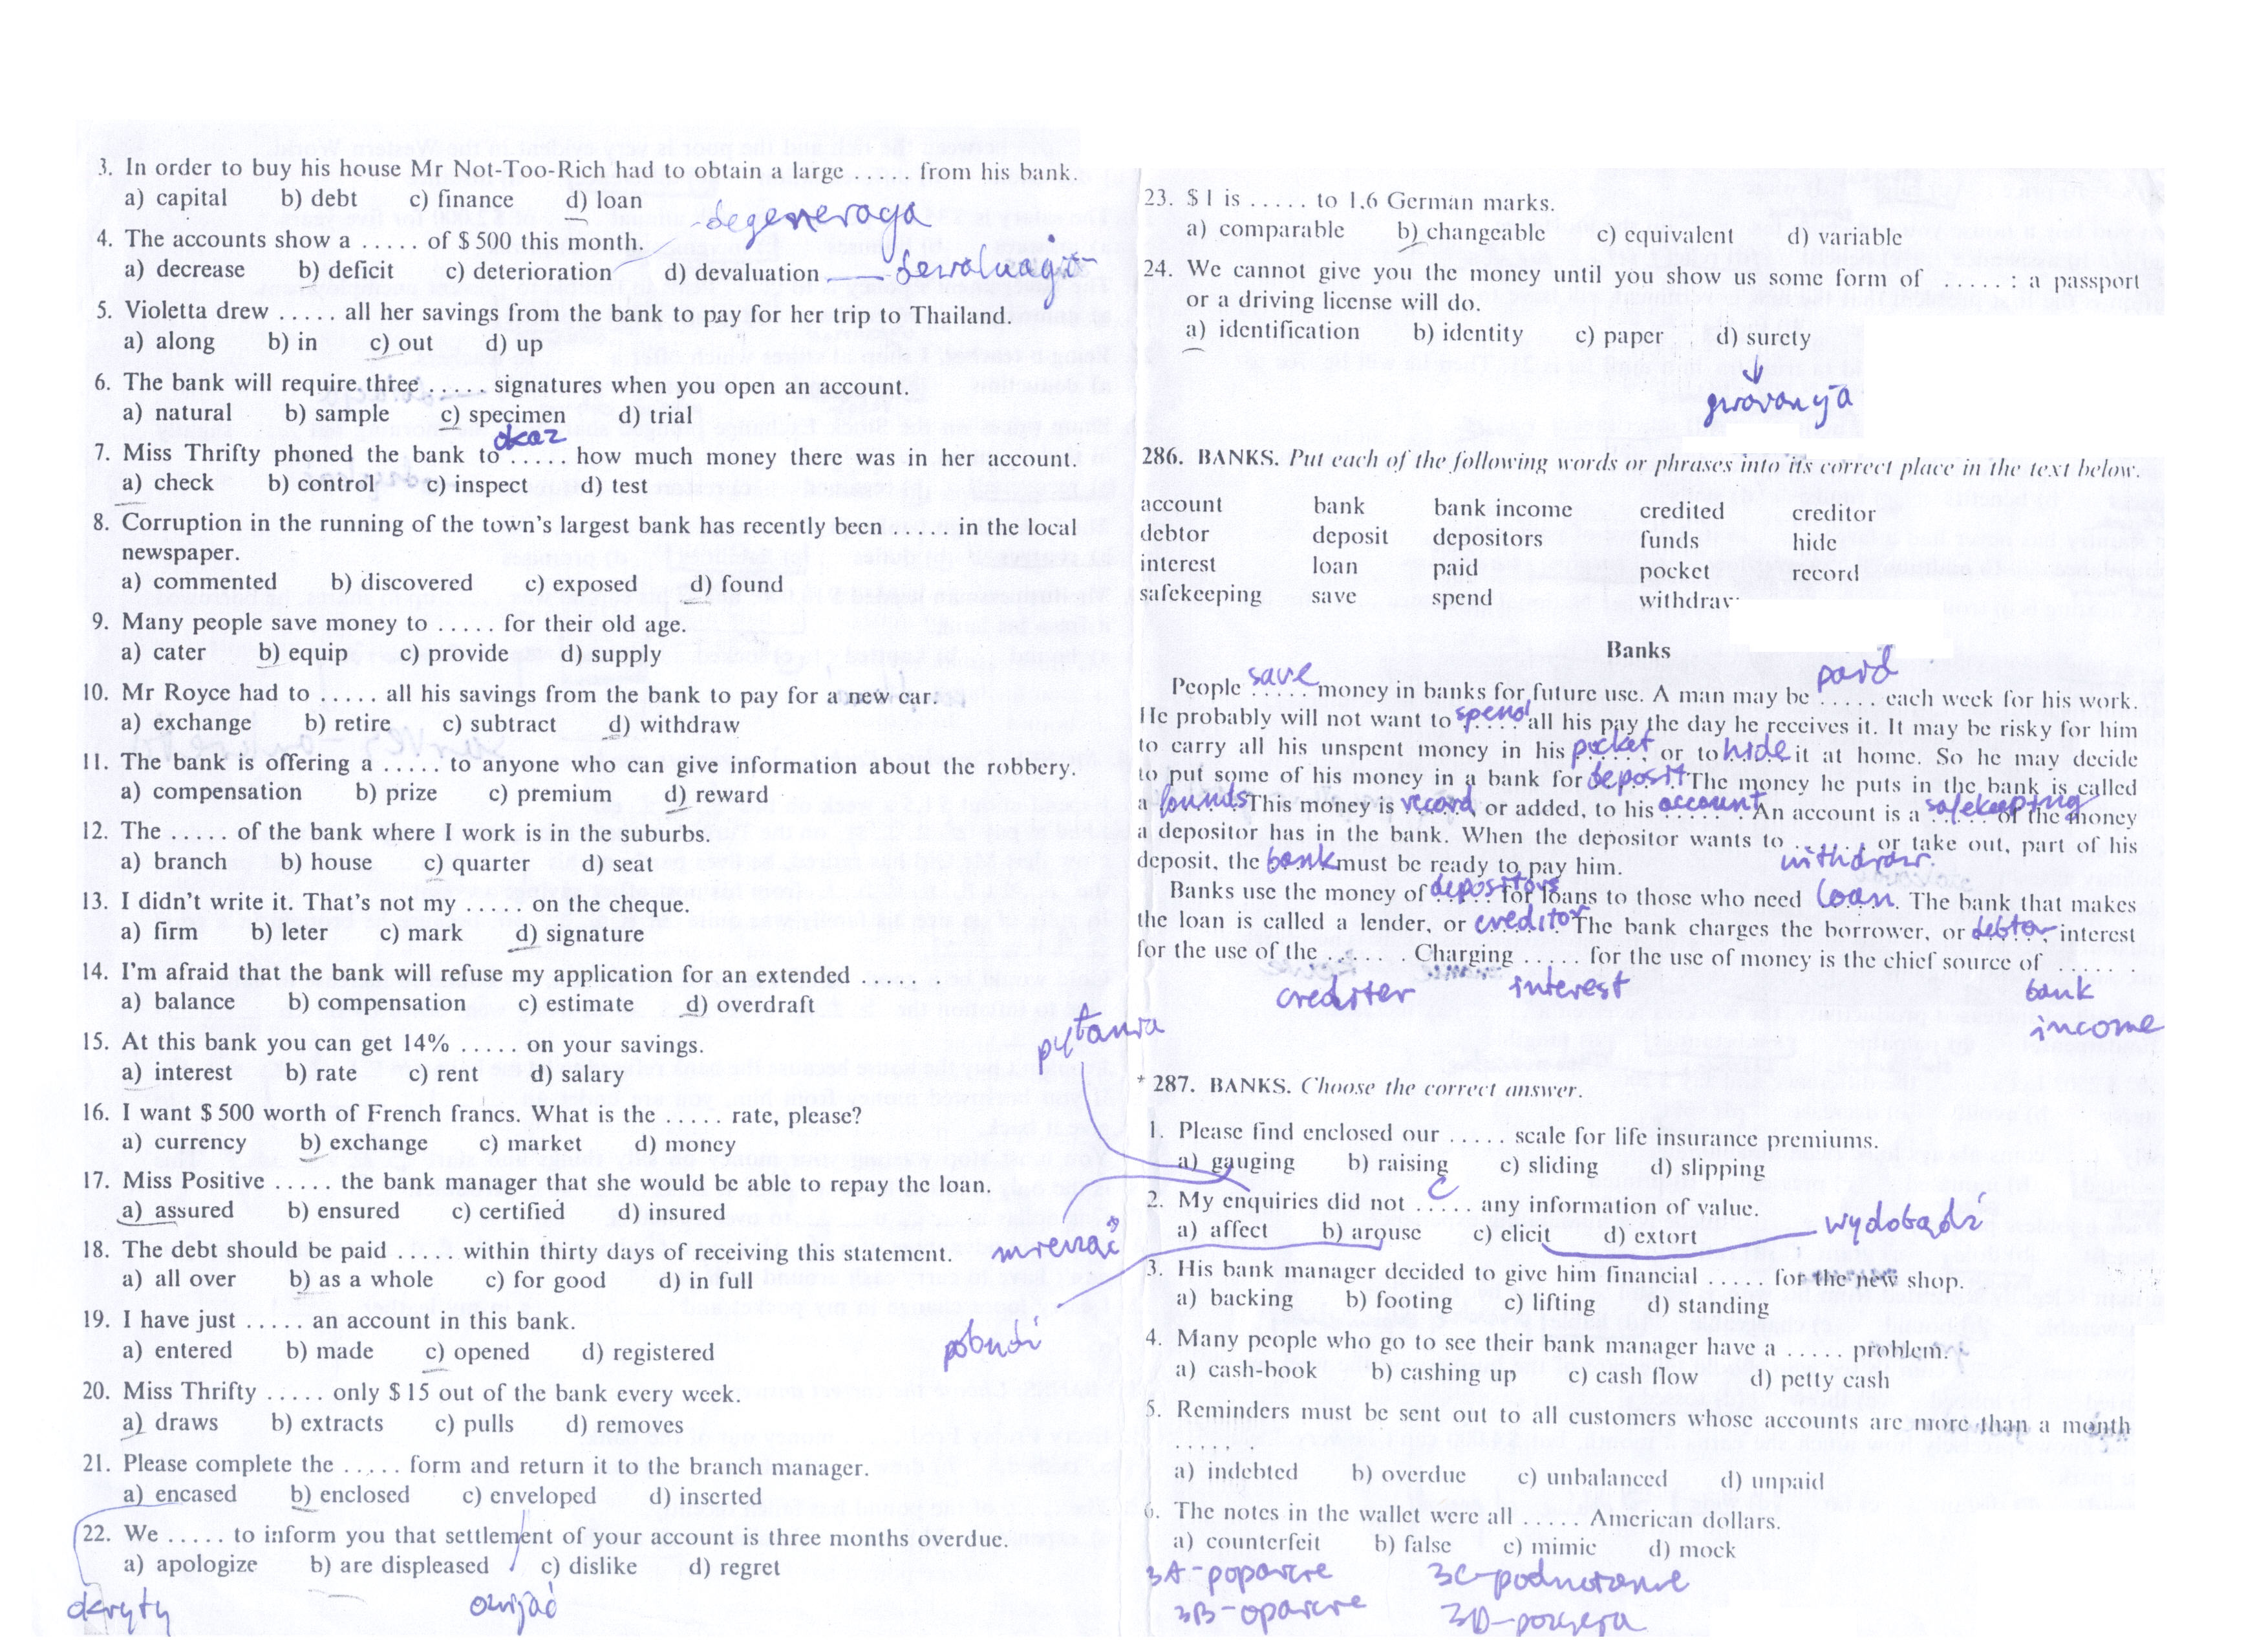 3. In order to buy his house Mr Not-Too-Rich had to obtain a large ..... from his bank.
a) capital b) debt c) finance d) loan
degeneracja
4. The accounts show a ..... of $ 500 this month.
a) decrease b) deficit c) deterioration d) devaluation
dewaluacja
5. Violetta drew ..... all her savings from the bank to pay for her trip to Thailand.
a) along b) in c) out d) up
6. The bank will require three ..... signatures when you open an account.
a) natural b) sample c) specimen d) trial
okaz
7. Miss Thrifty phoned the bank to ..... how much money there was in her account.
a) check b) control c) inspect d) test
8. Corruption in the running of the town's largest bank has recently been ..... in the local
newspaper.
a) commented b) discovered c) exposed d) found
9. Many people save money to ..... for their old age.
a) cater b) equip c) provide d) supply
10. Mr Royce had to ..... all his savings from the bank to pay for a new car.
a) exchange b) retire c) subtract d) withdraw
11. The bank is offering a ..... to anyone who can give information about the robbery.
a) compensation b) prize c) premium d) reward
12. The ..... of the bank where I work is in the suburbs.
a) branch b) house c) quarter d) seat
13. I didn't write it. That's not my ..... on the cheque.
a) firm b) leter c) mark d) signature
14. I'm afraid that the bank will refuse my application for an extended .....
a) balance b) compensation c) estimate d) overdraft
15. At this bank you can get 14% ..... on your savings.
a) interest b) rate c) rent d) salary
16. I want $ 500 worth of French francs. What is the ..... rate, please?
a) currency b) exchange c) market d) money
17. Miss Positive ..... the bank manager that she would be able to repay the loan.
a) assured b) ensured c) certified d) insured
18. The debt should be paid ..... within thirty days of receiving this statement.
a) all over b) as a whole c) for good d) in full
19. I have just ..... an account in this bank.
a) entered b) made c) opened d) registered
20. Miss Thrifty ..... only $ 15 out of the bank every week.
a) draws b) extracts c) pulls d) removes
21. Please complete the ..... form and return it to the branch manager.
a) encased b) enclosed c) enveloped d) inserted
22. We ..... to inform you that settlement of your account is three months overdue.
a) apologize b) are displeased c) dislike d) regret
okryty owijać
pytania
pobudź
23. $ 1 is ..... to 1,6 German marks.
a) comparable b) changeable c) equivalent d) variable
24. We cannot give you the money until you show us some form of ..... : a passport
or a driving license will do.
a) identification b) identity c) paper d) surety
286. BANKS. Put each of the following words or phrases into its correct place in the text below.
account bank bank income credited creditor
debtor deposit depositors funds hide
interest loan paid pocket record
safekeeping save spend withdraw
Banks
People save money in banks for future use. A man may be paid each week for his work.
He probably will not want to spend all his pay the day he receives it. It may be risky for him
to carry all his unspent money in his pocket, or to hide it at home. So he may decide
to put some of his money in a bank for deposit. The money he puts in the bank is called
a founds. This money is record, or added, to his account. An account is a safekeeping of the money
a depositor has in the bank. When the depositor wants to ....., or take out, part of his
withdraw.
deposit, the bank must be ready to pay him.
Banks use the money of depositors for loans to those who need loan. The bank that makes
the loan is called a lender, or creditor. The bank charges the borrower, or debtor, interest
for the use of the ..... . Charging ..... for the use of money is the chief source of ..... .
crediter interest bank
income
* 287. BANKS. Choose the correct answer.
1. Please find enclosed our ..... scale for life insurance premiums.
a) gauging b) raising c) sliding d) slipping
2. My enquiries did not ..... any information of value.
c
a) affect b) arouse c) elicit d) extort
wydobądź
3. His bank manager decided to give him financial ..... for the new shop.
a) backing b) footing c) lifting d) standing
4. Many people who go to see their bank manager have a ..... problem.
a) cash-book b) cashing up c) cash flow d) petty cash
5. Reminders must be sent out to all customers whose accounts are more than a month
..... .
a) indebted b) overdue c) unbalanced d) unpaid
6. The notes in the wallet were all ..... American dollars.
a) counterfeit b) false c) mimic d) mock
3A-poparcie 3C-podnoszenie
3B-oparcie 3D-pozycja